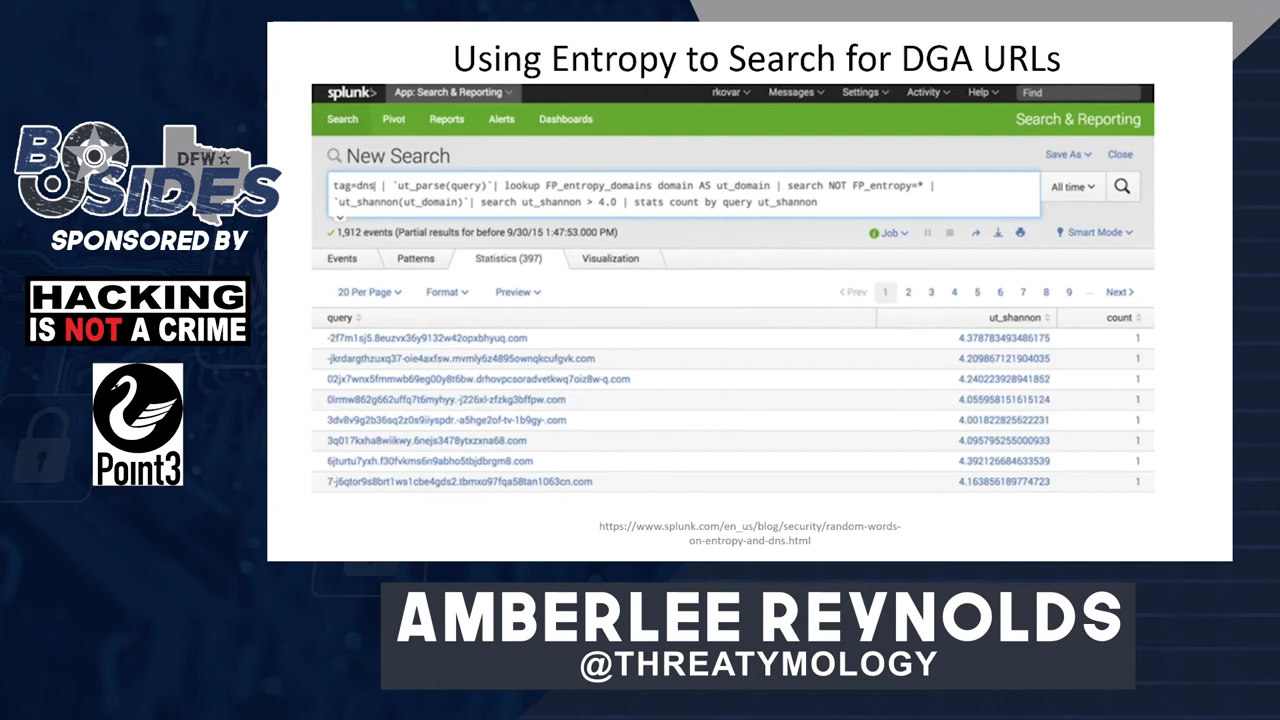 Using Entropy to Search for DGA URLs
splunk> App: Search & Reporting rkovar Messages Settings Activity Help Find
Search Pivot Reports Alerts Dashboards Search & Reporting
New Search Save As Close
tag=dns| | `ut_parse(query)`| lookup FP_entropy_domains domain AS ut_domain | search NOT FP_entropy=* |
`ut_shannon(ut_domain)`| search ut_shannon > 4.0 | stats count by query ut_shannon
All time
1,912 events (Partial results for before 9/30/15 1:47:53.000 PM) Job Smart Mode
Events Patterns Statistics (397) Visualization
20 Per Page Format Preview < Prev 1 2 3 4 5 6 7 8 9 ... Next >
query ut_shannon count
-2f7m1sj5.8euzvx36y9132w42opxbhyuq.com 4.378783493486175 1
-jkrdargthzuxq37-oie4axfsw.mvmly6z4895ownqkcufgvk.com 4.209867121904035 1
02jx7wnx5fmmwb69eg00y8t6bw.drhovpcsoradvetkwq7oiz8w-q.com 4.240223928941852 1
0irmw862g662uffq7t6myhyy.-j226xl-zfzkg3bffpw.com 4.055958151615124 1
3dv8v9g2b36sq2z0s9iiyspdr.-a5hge2of-tv-1b9gy-.com 4.001822825622231 1
3q017kxha8wiikwy.6nejs3478ytxzxna68.com 4.095795255000933 1
6jturtu7yxh.f30fvkms6n9abho5tbjdbrgm8.com 4.392126684633539 1
7-j6qtor9s8brt1ws1cbe4gds2.tbmxo97fqa58tan1063cn.com 4.163856189774723 1
https://www.splunk.com/en_us/blog/security/random-words-
on-entropy-and-dns.html
BSIDES
DFW
SPONSORED BY
HACKING
IS NOT A CRIME
Point3
AMBERLEE REYNOLDS
@THREATYMOLOGY